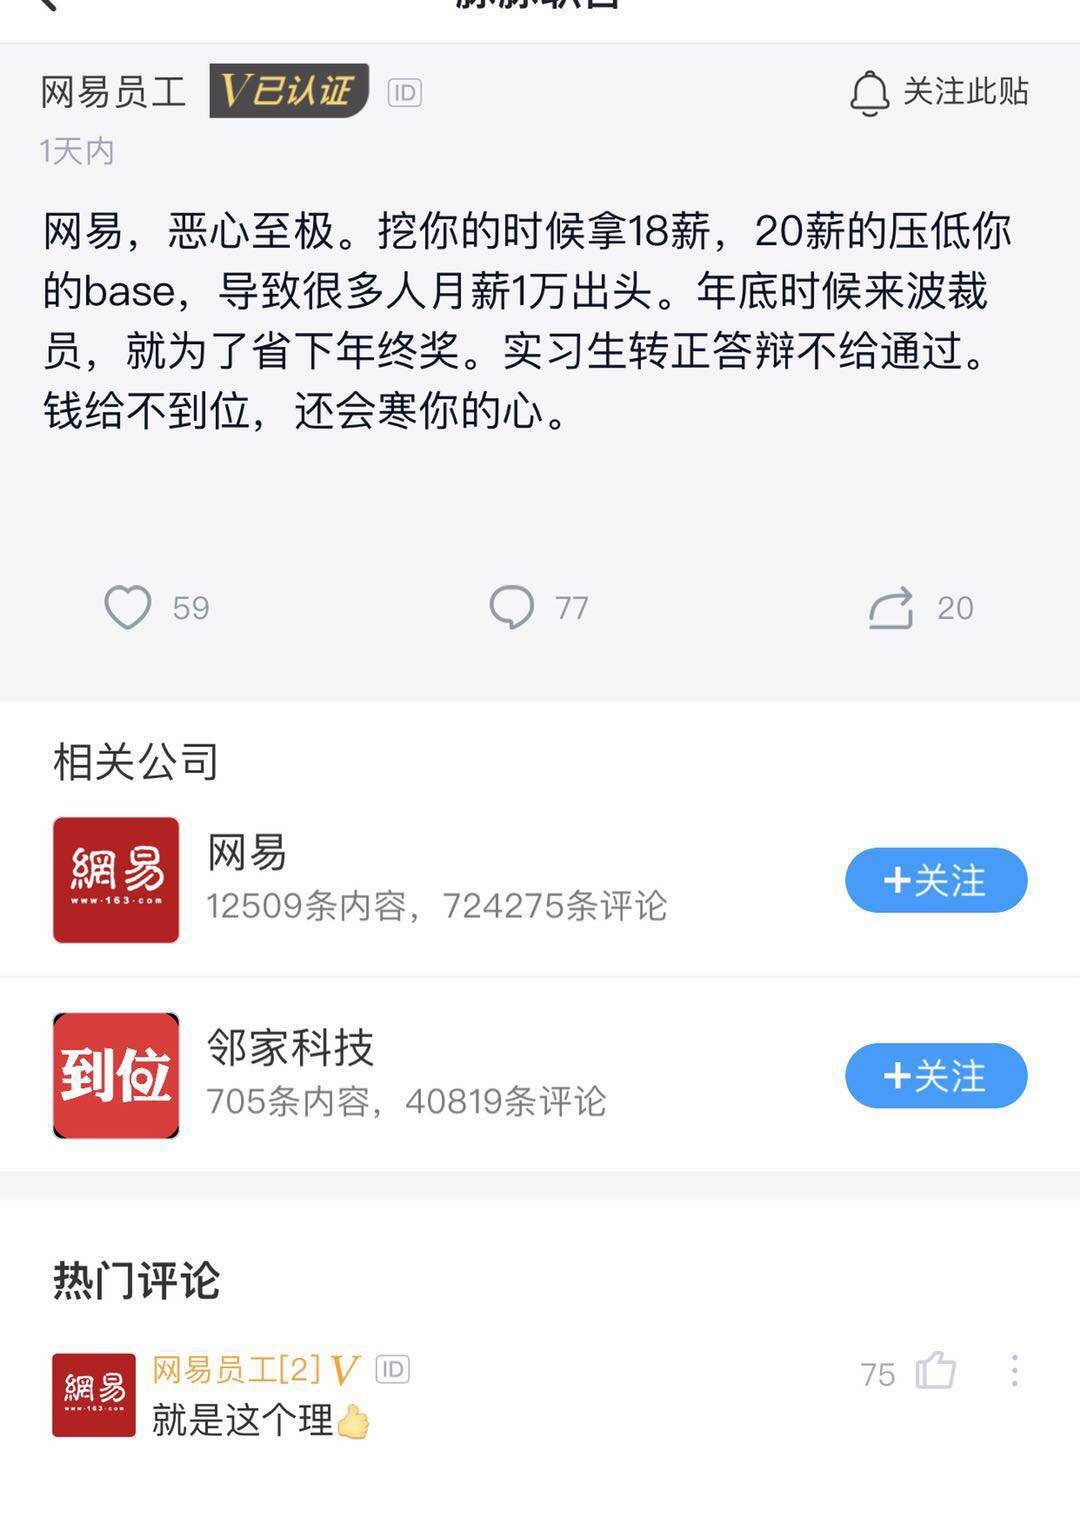 脉脉职言
网易员工 V已认证 ID 关注此贴
1天内
网易，恶心至极。挖你的时候拿18薪，20薪的压低你
的base，导致很多人月薪1万出头。年底时候来波裁
员，就为了省下年终奖。实习生转正答辩不给通过。
钱给不到位，还会寒你的心。
59 77 20
相关公司
網易
www.163.com
网易
12509条内容，724275条评论
+关注
到位
邻家科技
705条内容，40819条评论
+关注
热门评论
網易
www.163.com
网易员工[2] V ID 75
就是这个理👍